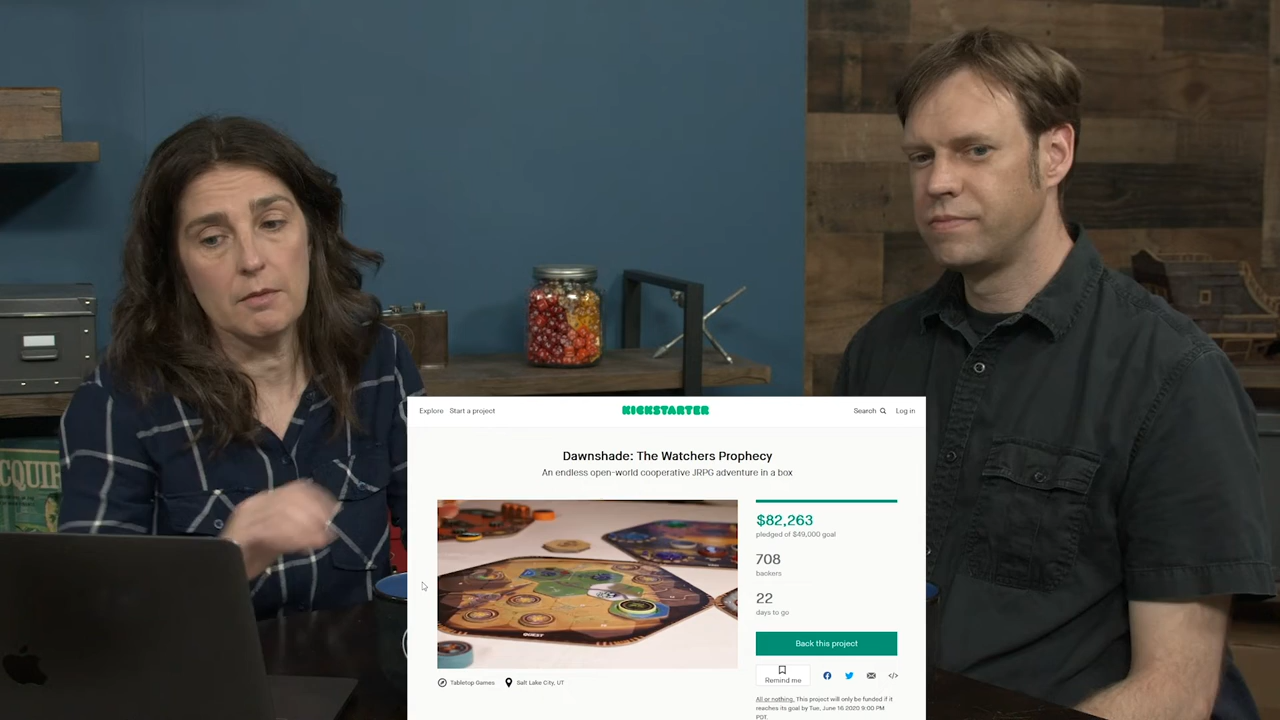 Explore Start a project KICKSTARTER Search Log in
Dawnshade: The Watchers Prophecy
An endless open-world cooperative JRPG adventure in a box
$82,263
pledged of $49,000 goal
708
backers
22
days to go
Back this project
Remind me
Tabletop Games Salt Lake City, UT
All or nothing. This project will only be funded if it
reaches its goal by Tue, June 16 2020 9:00 PM
PDT.
QUEST
CQUIR